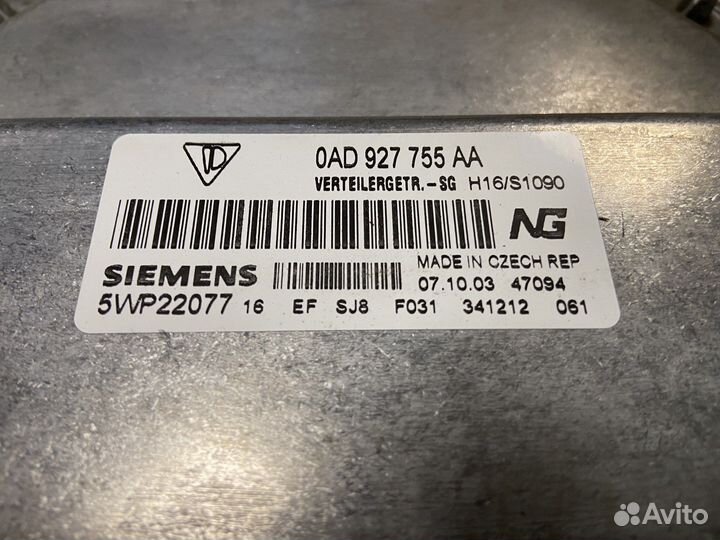 0AD 927 755 AA
VERTEILERGETR.-SG H16/S1090
NG
SIEMENS
MADE IN CZECH REP
07.10.03 47094
5WP22077 16 EF SJ8 F031 341212 061
Avito